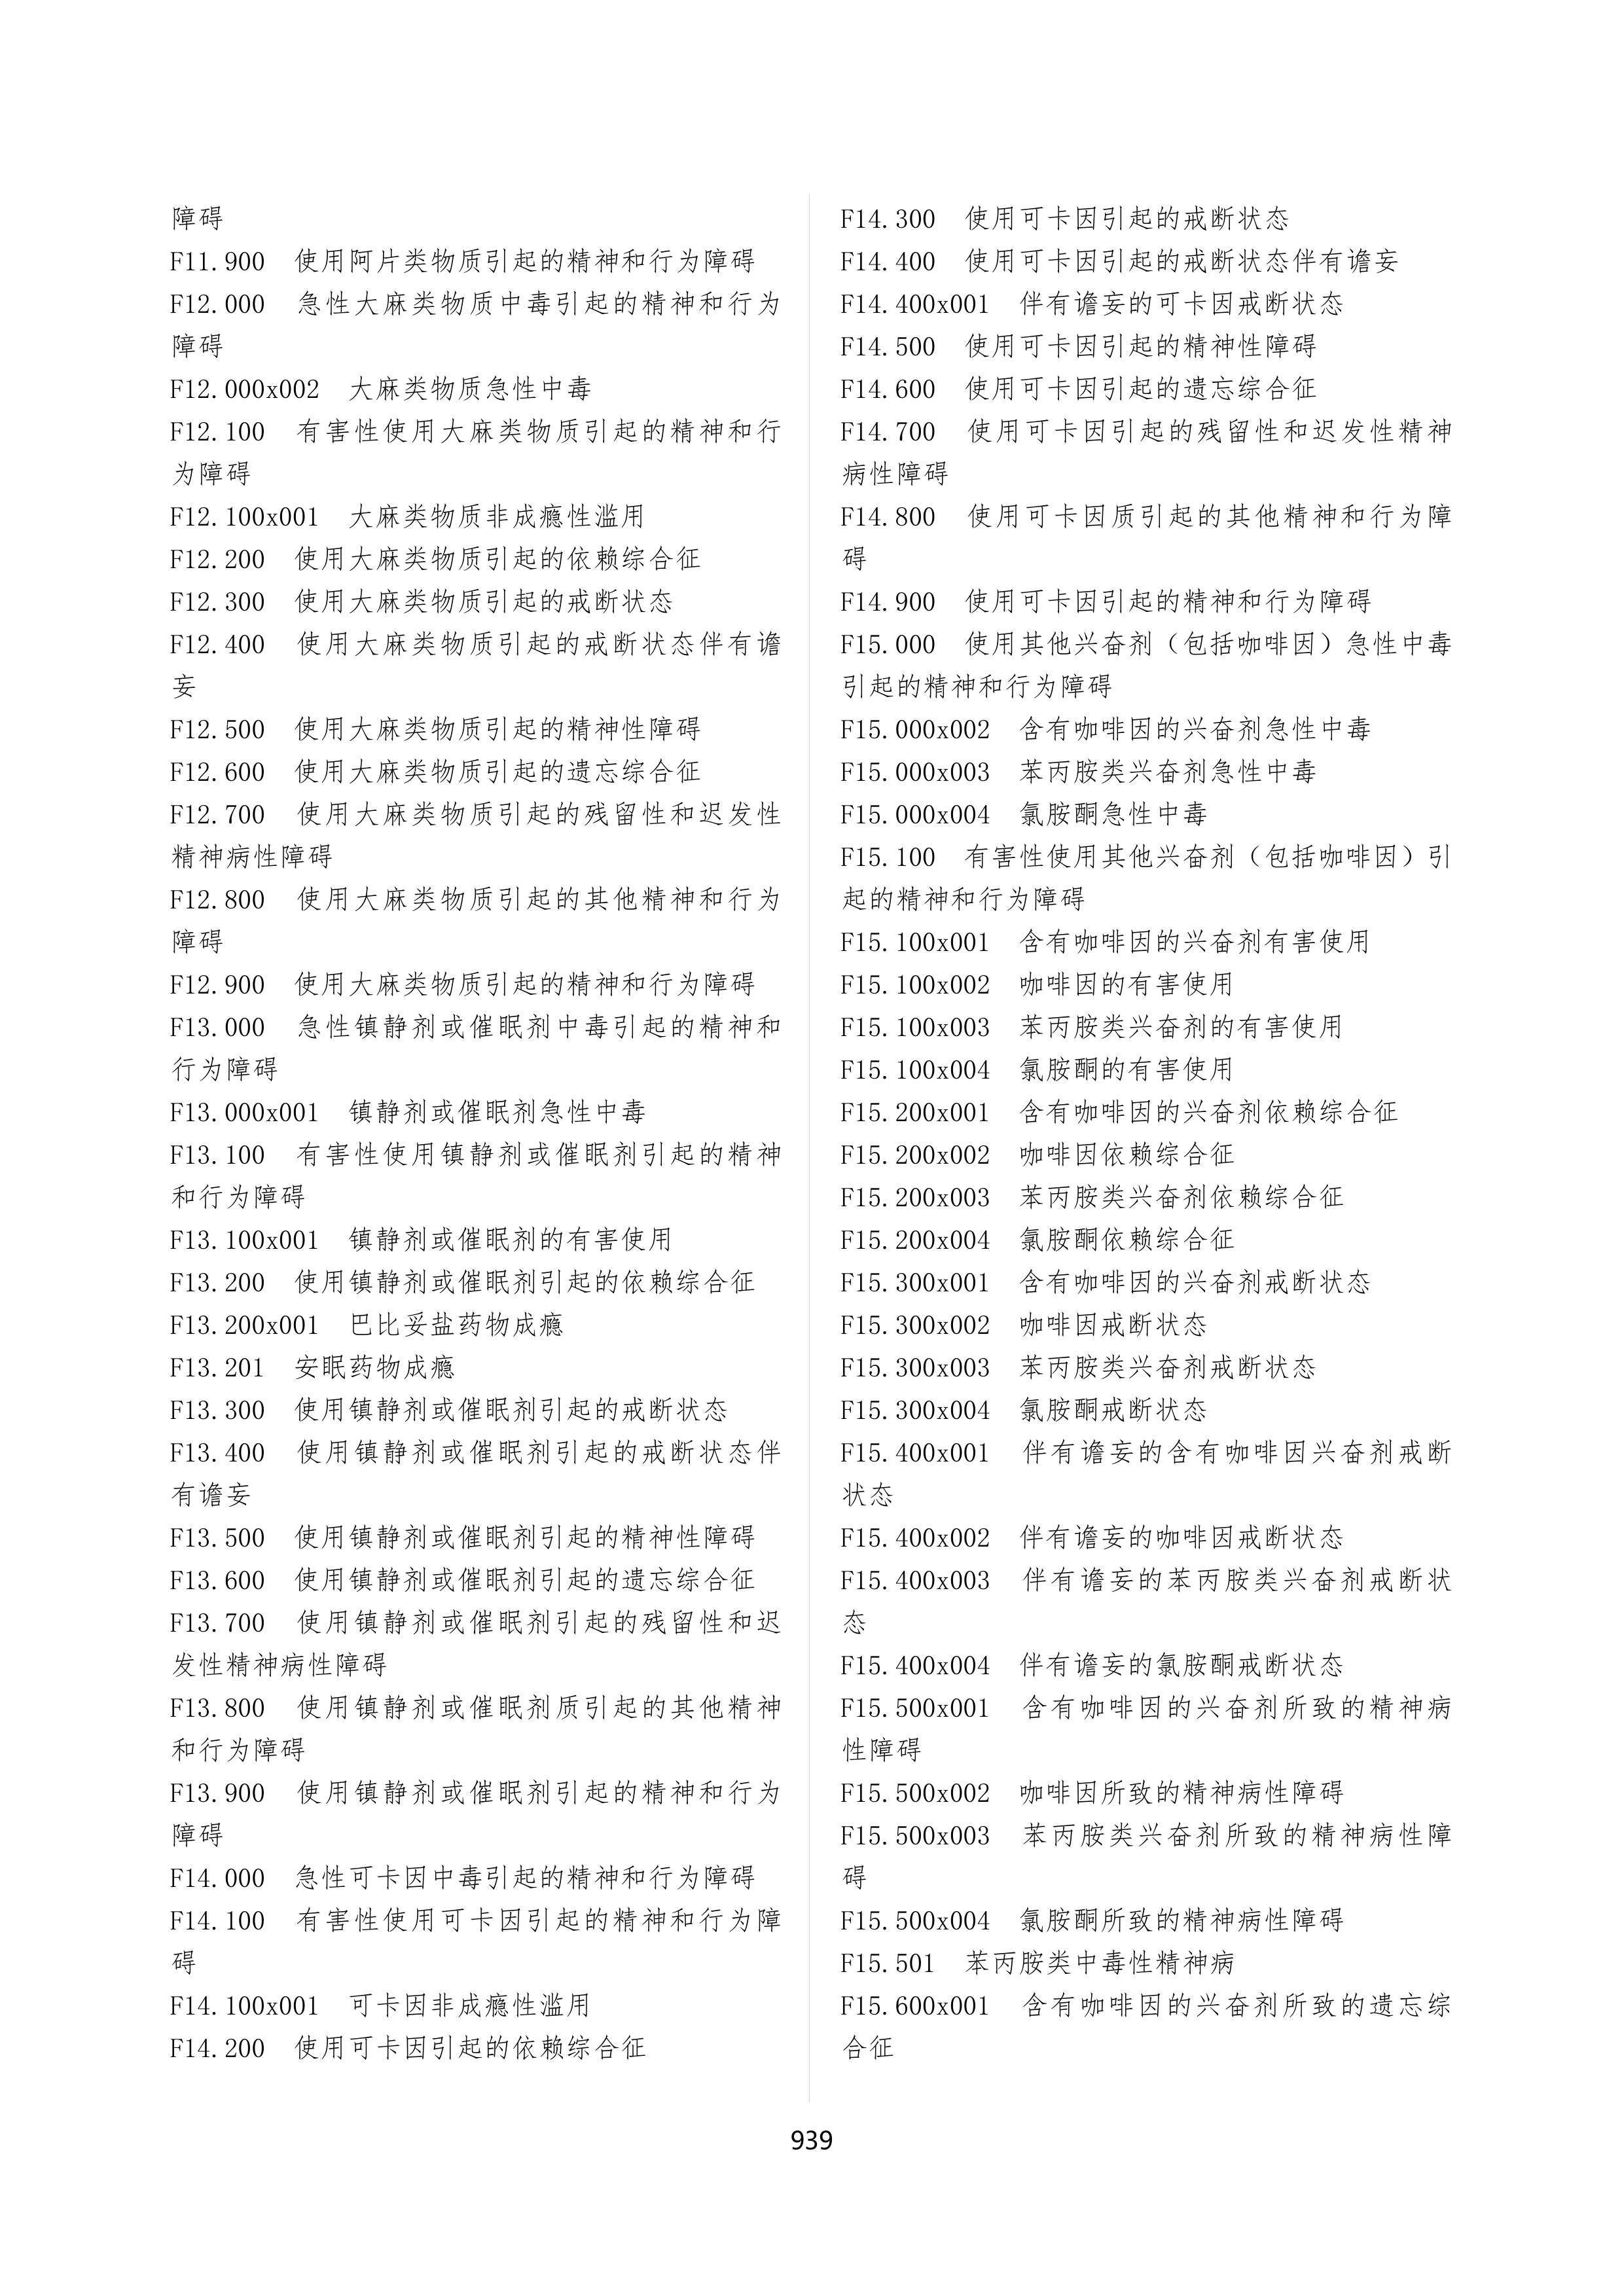 障碍
F11.900 使用阿片类物质引起的精神和行为障碍
F12.000 急性大麻类物质中毒引起的精神和行为
障碍
F12.000x002 大麻类物质急性中毒
F12.100 有害性使用大麻类物质引起的精神和行
为障碍
F12.100x001 大麻类物质非成瘾性滥用
F12.200 使用大麻类物质引起的依赖综合征
F12.300 使用大麻类物质引起的戒断状态
F12.400 使用大麻类物质引起的戒断状态伴有谵
妄
F12.500 使用大麻类物质引起的精神性障碍
F12.600 使用大麻类物质引起的遗忘综合征
F12.700 使用大麻类物质引起的残留性和迟发性
精神病性障碍
F12.800 使用大麻类物质引起的其他精神和行为
障碍
F12.900 使用大麻类物质引起的精神和行为障碍
F13.000 急性镇静剂或催眠剂中毒引起的精神和
行为障碍
F13.000x001 镇静剂或催眠剂急性中毒
F13.100 有害性使用镇静剂或催眠剂引起的精神
和行为障碍
F13.100x001 镇静剂或催眠剂的有害使用
F13.200 使用镇静剂或催眠剂引起的依赖综合征
F13.200x001 巴比妥盐药物成瘾
F13.201 安眠药物成瘾
F13.300 使用镇静剂或催眠剂引起的戒断状态
F13.400 使用镇静剂或催眠剂引起的戒断状态伴
有谵妄
F13.500 使用镇静剂或催眠剂引起的精神性障碍
F13.600 使用镇静剂或催眠剂引起的遗忘综合征
F13.700 使用镇静剂或催眠剂引起的残留性和迟
发性精神病性障碍
F13.800 使用镇静剂或催眠剂质引起的其他精神
和行为障碍
F13.900 使用镇静剂或催眠剂引起的精神和行为
障碍
F14.000 急性可卡因中毒引起的精神和行为障碍
F14.100 有害性使用可卡因引起的精神和行为障
碍
F14.100x001 可卡因非成瘾性滥用
F14.200 使用可卡因引起的依赖综合征
F14.300 使用可卡因引起的戒断状态
F14.400 使用可卡因引起的戒断状态伴有谵妄
F14.400x001 伴有谵妄的可卡因戒断状态
F14.500 使用可卡因引起的精神性障碍
F14.600 使用可卡因引起的遗忘综合征
F14.700 使用可卡因引起的残留性和迟发性精神
病性障碍
F14.800 使用可卡因质引起的其他精神和行为障
碍
F14.900 使用可卡因引起的精神和行为障碍
F15.000 使用其他兴奋剂（包括咖啡因）急性中毒
引起的精神和行为障碍
F15.000x002 含有咖啡因的兴奋剂急性中毒
F15.000x003 苯丙胺类兴奋剂急性中毒
F15.000x004 氯胺酮急性中毒
F15.100 有害性使用其他兴奋剂（包括咖啡因）引
起的精神和行为障碍
F15.100x001 含有咖啡因的兴奋剂有害使用
F15.100x002 咖啡因的有害使用
F15.100x003 苯丙胺类兴奋剂的有害使用
F15.100x004 氯胺酮的有害使用
F15.200x001 含有咖啡因的兴奋剂依赖综合征
F15.200x002 咖啡因依赖综合征
F15.200x003 苯丙胺类兴奋剂依赖综合征
F15.200x004 氯胺酮依赖综合征
F15.300x001 含有咖啡因的兴奋剂戒断状态
F15.300x002 咖啡因戒断状态
F15.300x003 苯丙胺类兴奋剂戒断状态
F15.300x004 氯胺酮戒断状态
F15.400x001 伴有谵妄的含有咖啡因兴奋剂戒断
状态
F15.400x002 伴有谵妄的咖啡因戒断状态
F15.400x003 伴有谵妄的苯丙胺类兴奋剂戒断状
态
F15.400x004 伴有谵妄的氯胺酮戒断状态
F15.500x001 含有咖啡因的兴奋剂所致的精神病
性障碍
F15.500x002 咖啡因所致的精神病性障碍
F15.500x003 苯丙胺类兴奋剂所致的精神病性障
碍
F15.500x004 氯胺酮所致的精神病性障碍
F15.501 苯丙胺类中毒性精神病
F15.600x001 含有咖啡因的兴奋剂所致的遗忘综
合征
939